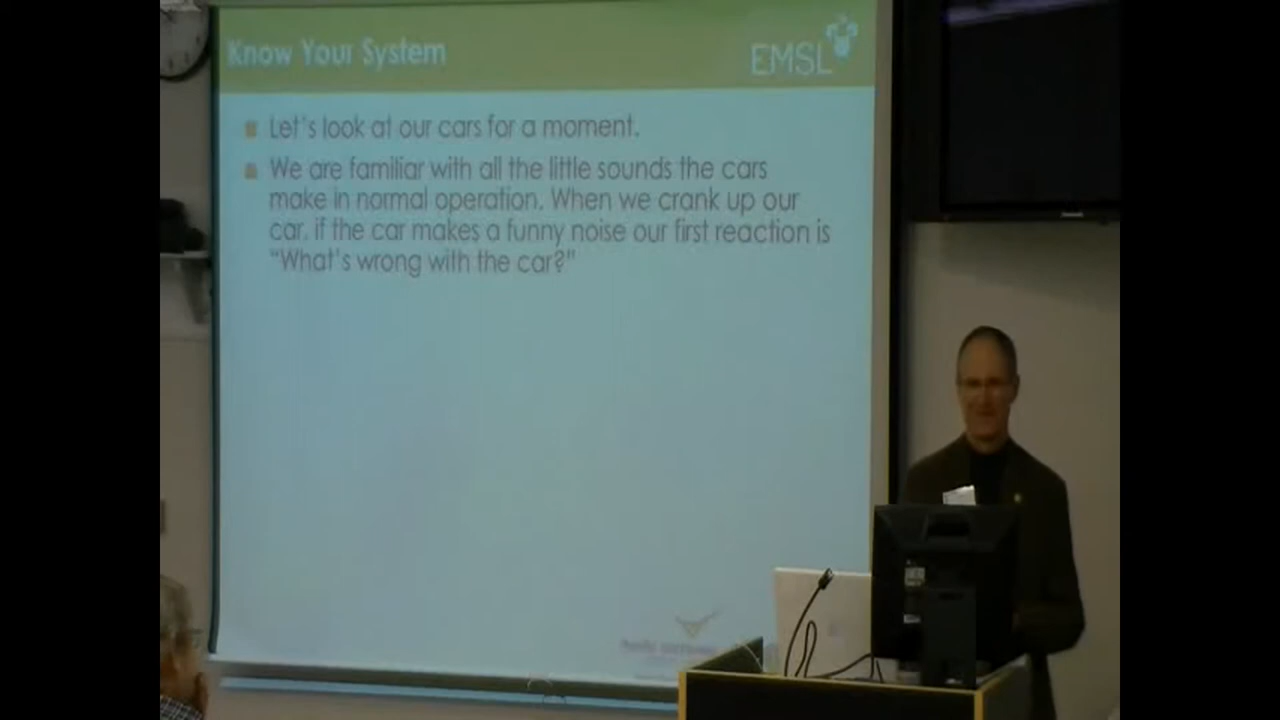 Know Your System
EMSL
Let's look at our cars for a moment.
We are familiar with all the little sounds the cars
make in normal operation. When we crank up our
car, if the car makes a funny noise our first reaction is
"What's wrong with the car?"